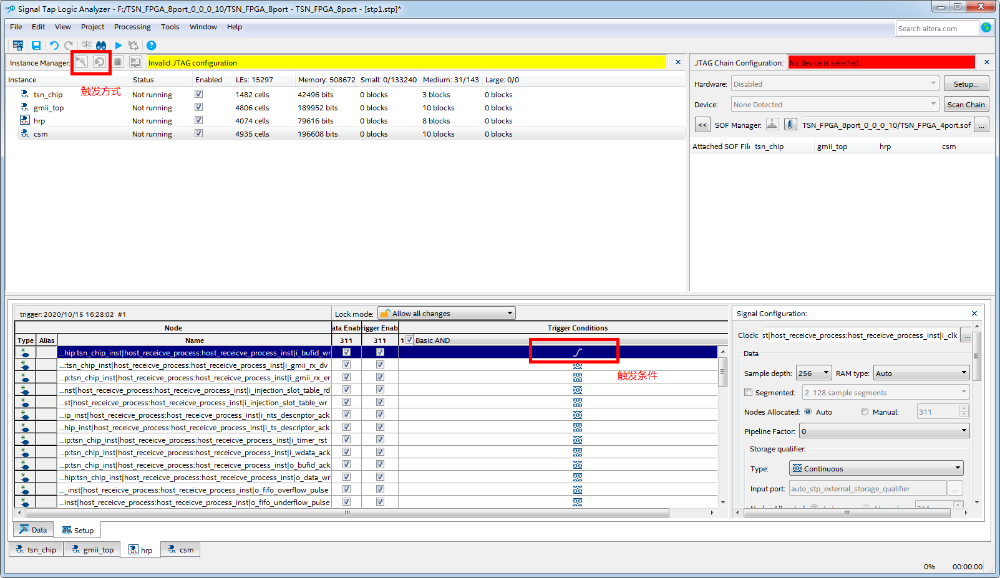 Signal Tap Logic Analyzer - F:/TSN_FPGA_8port_0_0_0_10/TSN_FPGA_8port - TSN_FPGA_8port - [stp1.stp]*
File Edit View Project Processing Tools Window Help
Search altera.com
Instance Manager: Invalid JTAG configuration
Instance Status Enabled LEs: 15297 Memory: 508672 Small: 0/133240 Medium: 31/143 Large: 0/0
触发方式
tsn_chip Not running 1482 cells 42496 bits 0 blocks 3 blocks 0 blocks
gmii_top Not running 4806 cells 189952 bits 0 blocks 10 blocks 0 blocks
hrp Not running 4074 cells 79616 bits 0 blocks 8 blocks 0 blocks
csm Not running 4935 cells 196608 bits 0 blocks 10 blocks 0 blocks
JTAG Chain Configuration: No device is selected
Hardware: Disabled Setup...
Device: None Detected Scan Chain
<< SOF Manager: TSN_FPGA_8port_0_0_0_10/TSN_FPGA_4port.sof ...
Attached SOF File tsn_chip gmii_top hrp csm
trigger: 2020/10/15 16:28:02 #1 Lock mode: Allow all changes
Node ata Enab rigger Enab Trigger Conditions
Type Alias Name 311 311 1 Basic AND
...hip:tsn_chip_inst|host_receicve_process:host_receicve_process_inst|i_bufid_wr
...:tsn_chip_inst|host_receicve_process:host_receicve_process_inst|i_gmii_rx_dv
...p:tsn_chip_inst|host_receicve_process:host_receicve_process_inst|i_gmii_rx_er
触发条件
...nst|host_receicve_process:host_receicve_process_inst|i_injection_slot_table_rd
...st|host_receicve_process:host_receicve_process_inst|i_injection_slot_table_wr
...ip_inst|host_receicve_process:host_receicve_process_inst|i_nts_descriptor_ack
...hip_inst|host_receicve_process:host_receicve_process_inst|i_ts_descriptor_ack
...ip:tsn_chip_inst|host_receicve_process:host_receicve_process_inst|i_timer_rst
...p:tsn_chip_inst|host_receicve_process:host_receicve_process_inst|i_wdata_ack
...p:tsn_chip_inst|host_receicve_process:host_receicve_process_inst|o_bufid_ack
...hip:tsn_chip_inst|host_receicve_process:host_receicve_process_inst|o_data_wr
..._inst|host_receicve_process:host_receicve_process_inst|o_fifo_overflow_pulse
...inst|host_receicve_process:host_receicve_process_inst|o_fifo_underflow_pulse
Signal Configuration:
Clock: st|host_receicve_process:host_receicve_process_inst|i_clk ...
Data
Sample depth: 256 RAM type: Auto
Segmented: 2 128 sample segments
Nodes Allocated: Auto Manual: 311
Pipeline Factor: 0
Storage qualifier:
Type: Continuous
Input port: auto_stp_external_storage_qualifier ...
Data Setup
tsn_chip gmii_top hrp csm
0% 00:00:00